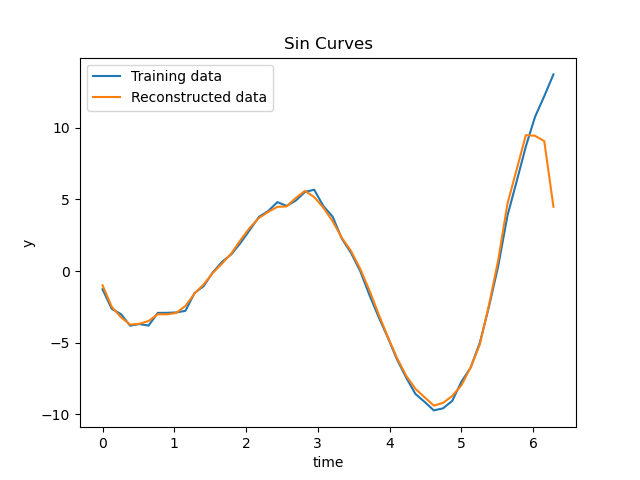 Sin Curves
Training data
Reconstructed data
10
5
0
−5
−10
y
0 1 2 3 4 5 6
time